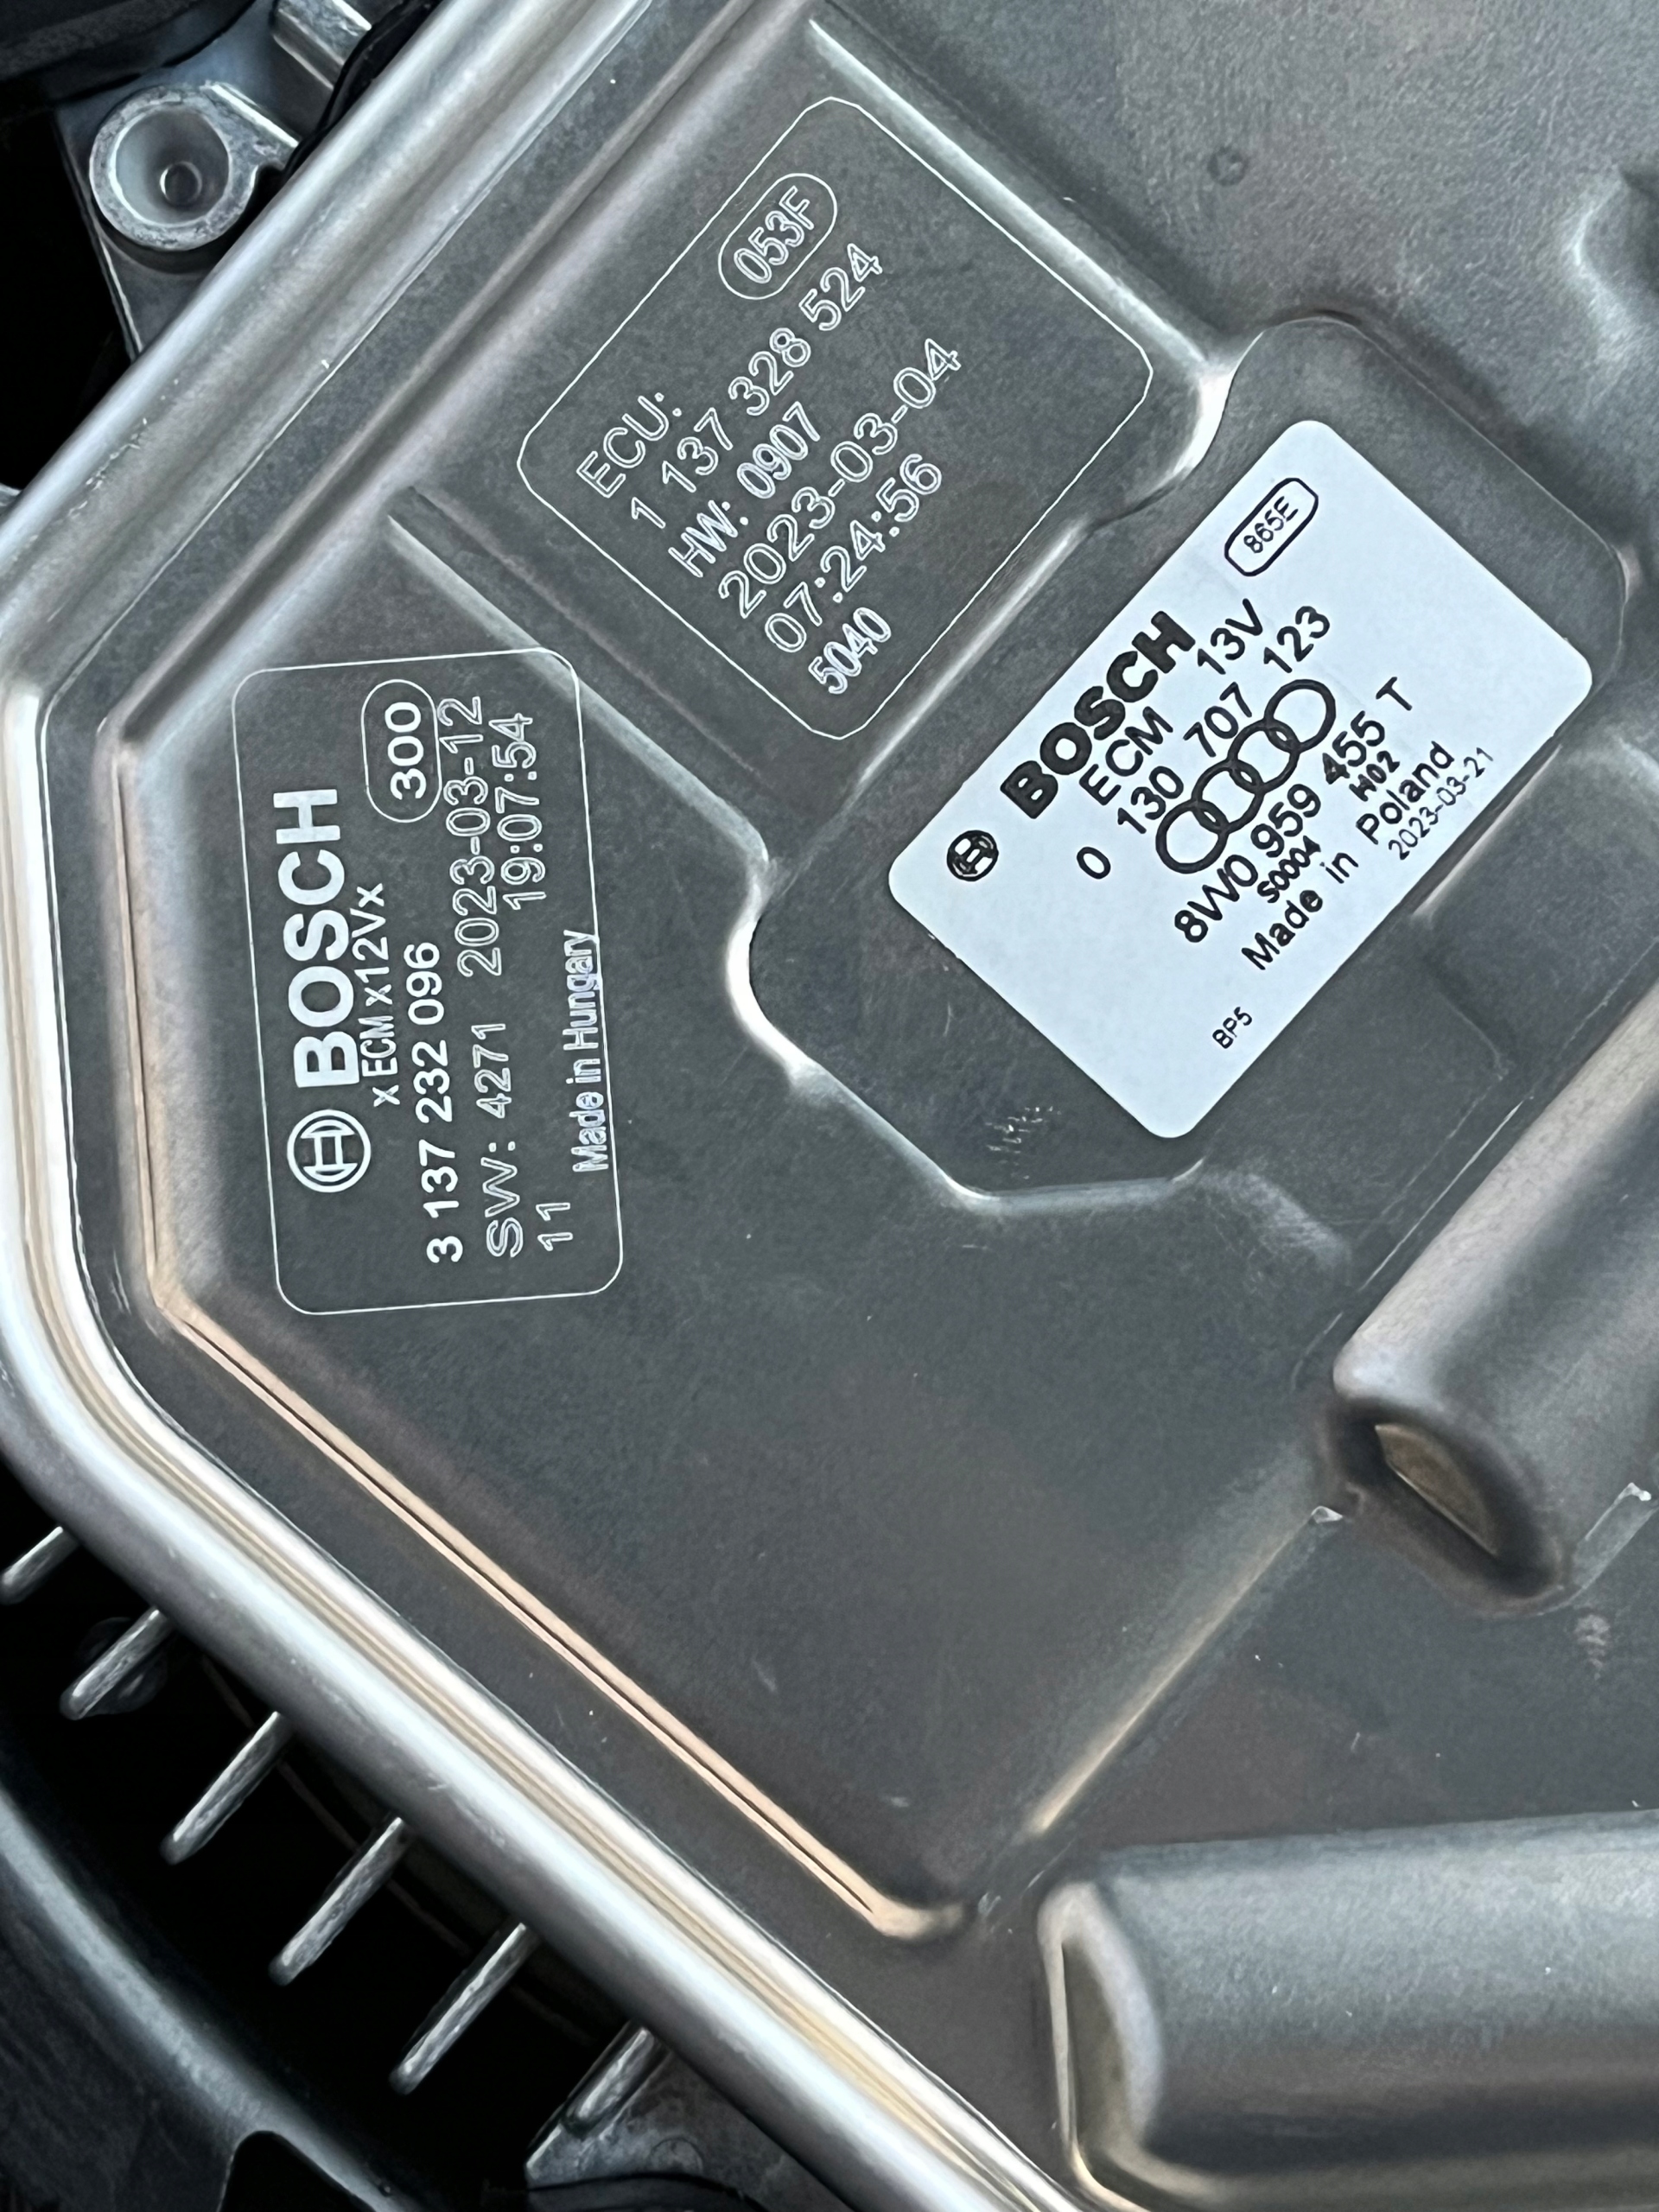 053F
ECU:
1 137 328 524
HW: 0907
2023-03-04
07:24:56
5040
BOSCH
x ECM x12Vx
300
3 137 232 096
SW: 4271 2023-03-12
11 19:07:54
Made in Hungary
865E
BOSCH
ECM 13V
0 130 707 123
8W0 959 455 T
S0004 H02
Made in Poland
BP5 2023-03-21